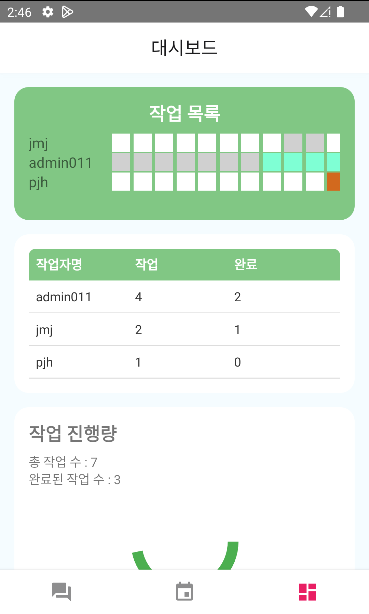 2:46
대시보드
작업 목록
jmj
admin011
pjh
작업자명 작업 완료
admin011 4 2
jmj 2 1
pjh 1 0
작업 진행량
총 작업 수 : 7
완료된 작업 수 : 3